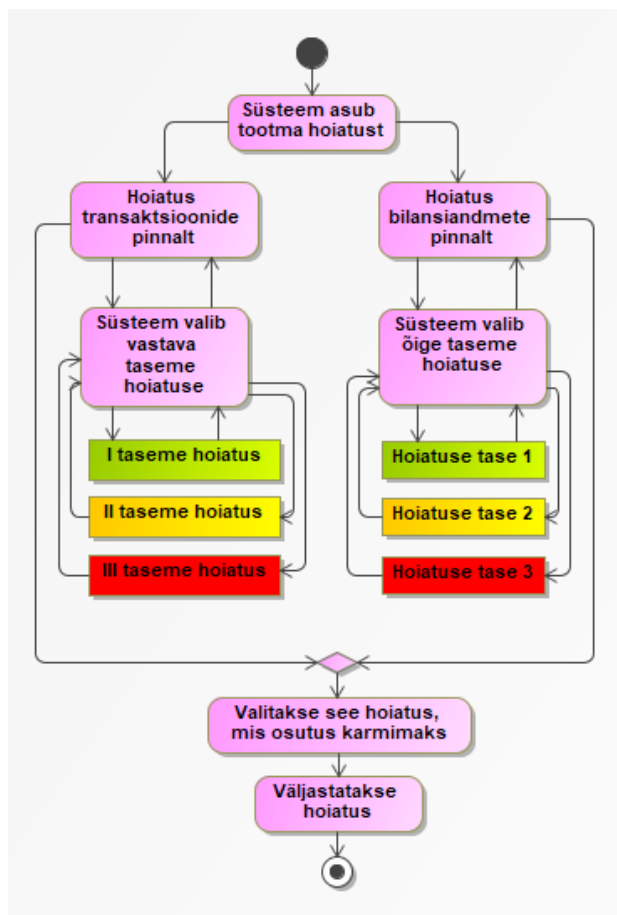 Süsteem asub
tootma hoiatust
Hoiatus
transaktsioonide
pinnalt
Hoiatus
bilansiandmete
pinnalt
Süsteem valib
vastava
taseme
hoiatuse
Süsteem valib
õige taseme
hoiatuse
I taseme hoiatus
II taseme hoiatus
III taseme hoiatus
Hoiatuse tase 1
Hoiatuse tase 2
Hoiatuse tase 3
Valitakse see hoiatus,
mis osutus karmimaks
Väljastatakse
hoiatus